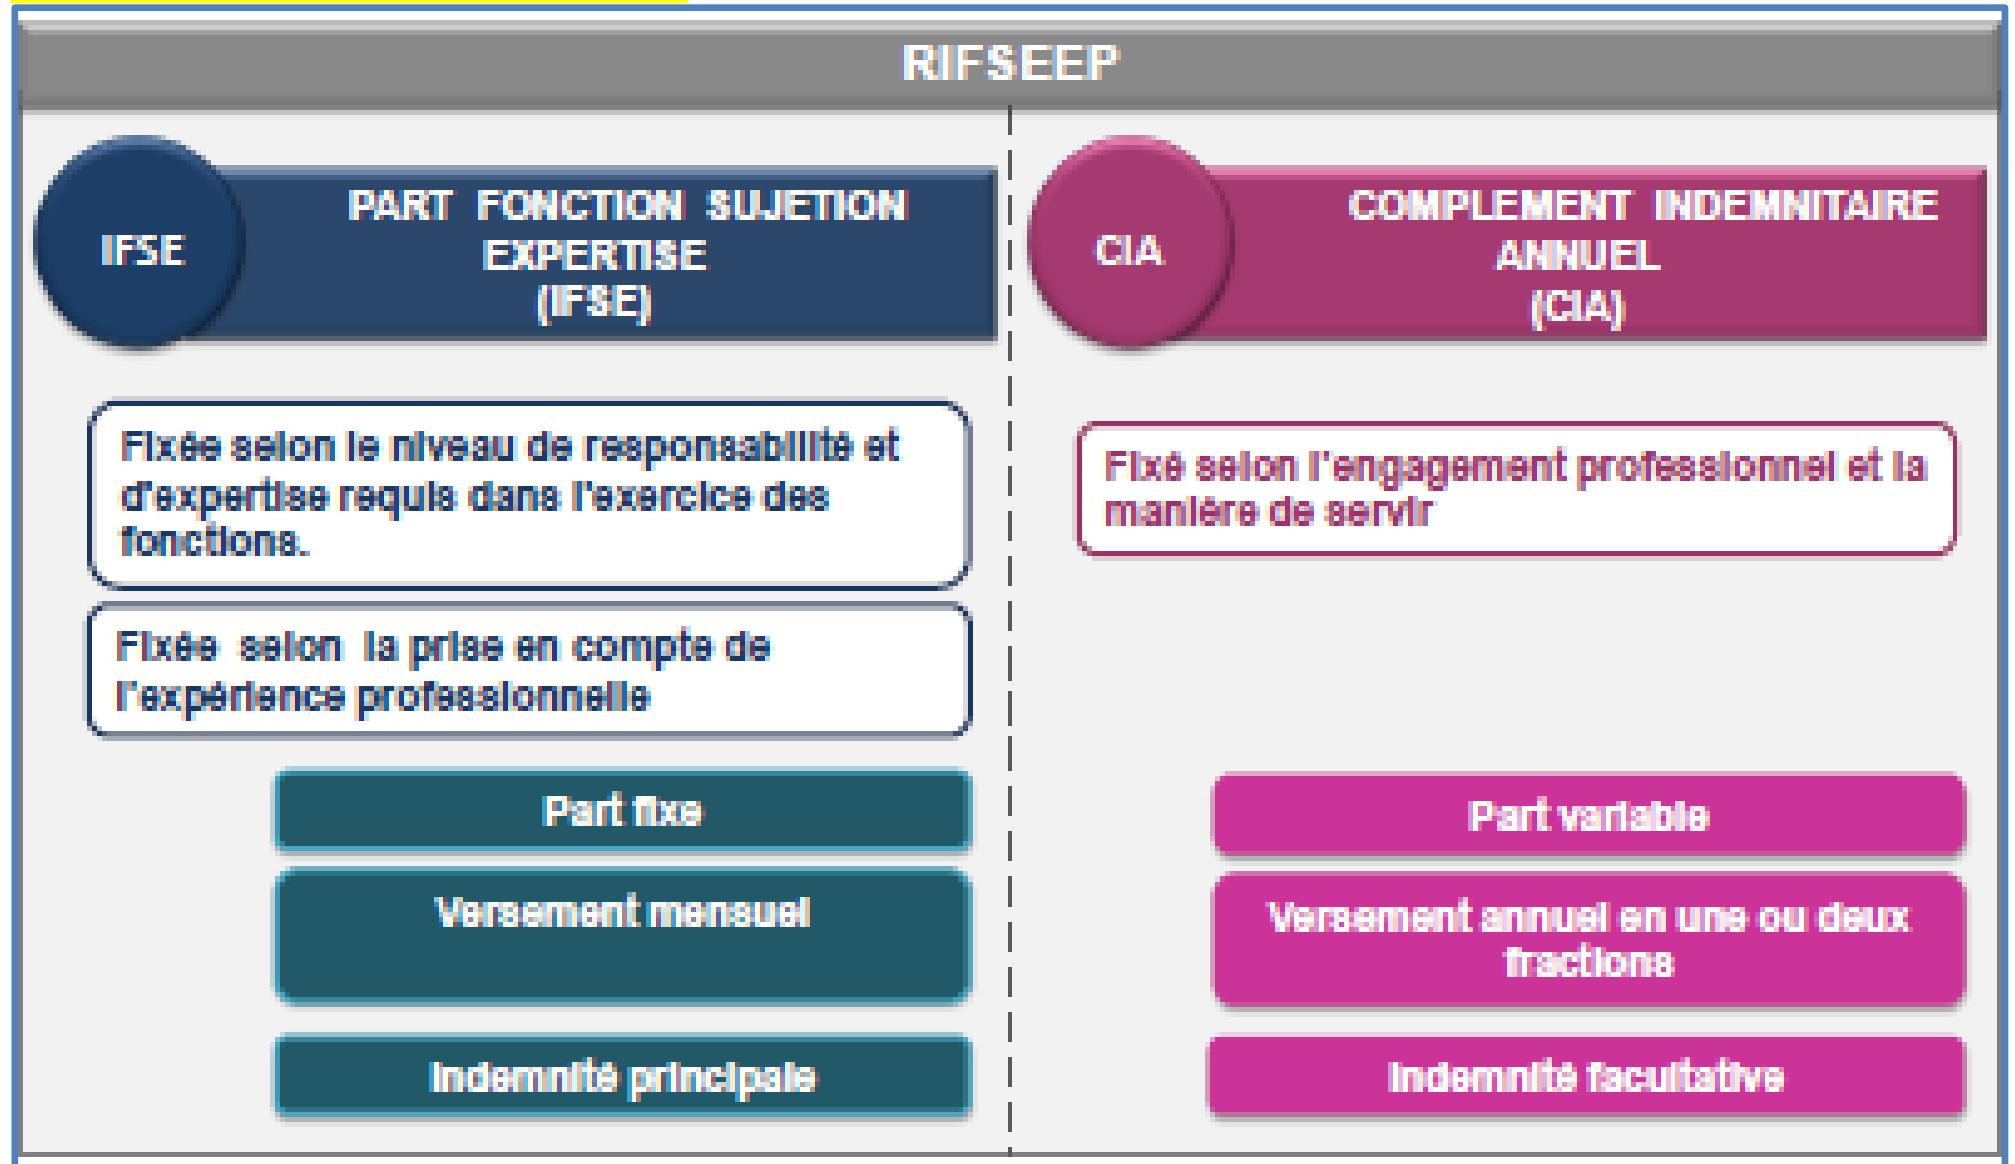 RIFSEEP
IFSE
PART FONCTION SUJETION
EXPERTISE
(IFSE)
Fixée selon le niveau de responsabilité et
d'expertise requis dans l'exercice des
fonctions.
Fixée selon la prise en compte de
l'expérience professionnelle
Part fixe
Versement mensuel
Indemnité principale
CIA
COMPLEMENT INDEMNITAIRE
ANNUEL
(CIA)
Fixé selon l'engagement professionnel et la
manière de servir
Part variable
Versement annuel en une ou deux
fractions
Indemnité facultative